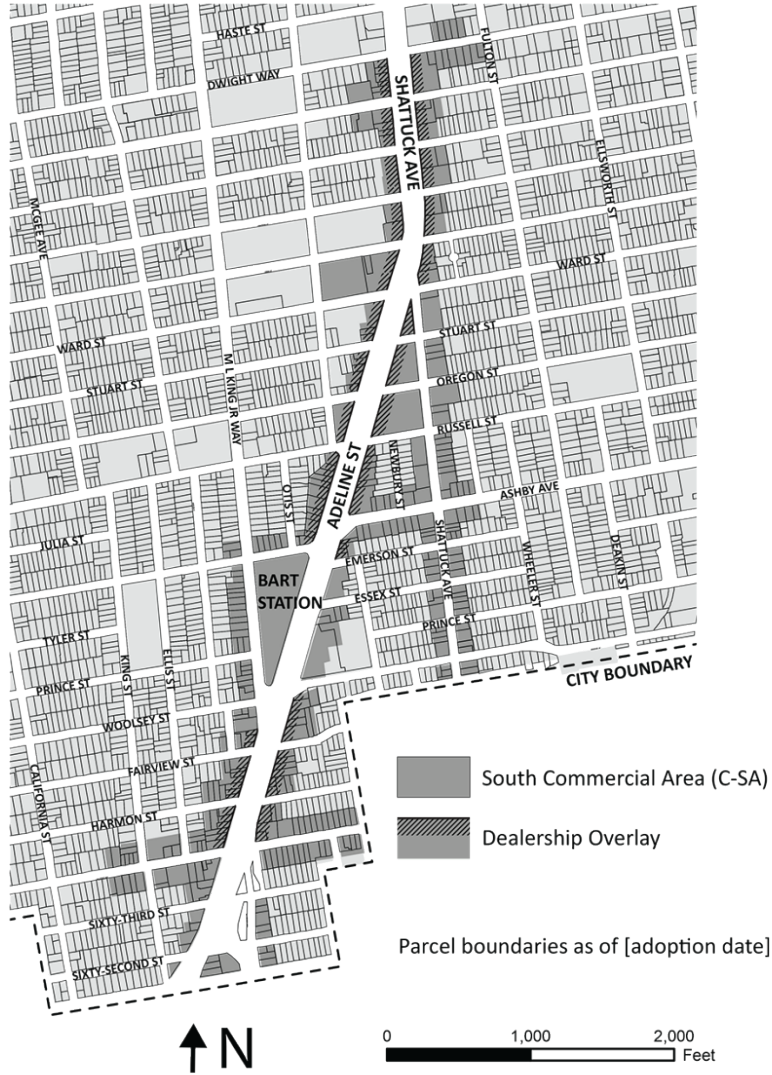 HASTE ST
FULTON ST
DWIGHT WAY
SHATTUCK AVE
ELLSWORTH ST
MCGEE AVE
WARD ST
STUART ST
WARD ST
M L KING JR WAY
OREGON ST
STUART ST
RUSSELL ST
NEWBURY ST
ADELINE ST
OTIS ST
ASHBY AVE
JULIA ST
SHATTUCK AVE
EMERSON ST
WHEELER ST
DEAKIN ST
BART
STATION
ESSEX ST
PRINCE ST
TYLER ST
KING ST
ELLIS ST
CITY BOUNDARY
PRINCE ST
WOOLSEY ST
FAIRVIEW ST
CALIFORNIA ST
South Commercial Area (C-SA)
HARMON ST
Dealership Overlay
SIXTY-THIRD ST
Parcel boundaries as of [adoption date]
SIXTY-SECOND ST
N
0 1,000 2,000
Feet